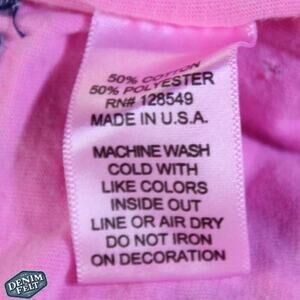 50% COTTON
50% POLYESTER
RN# 128549
MADE IN U.S.A.
MACHINE WASH
COLD WITH
LIKE COLORS
INSIDE OUT
LINE OR AIR DRY
DO NOT IRON
ON DECORATION
DENIM
FELT